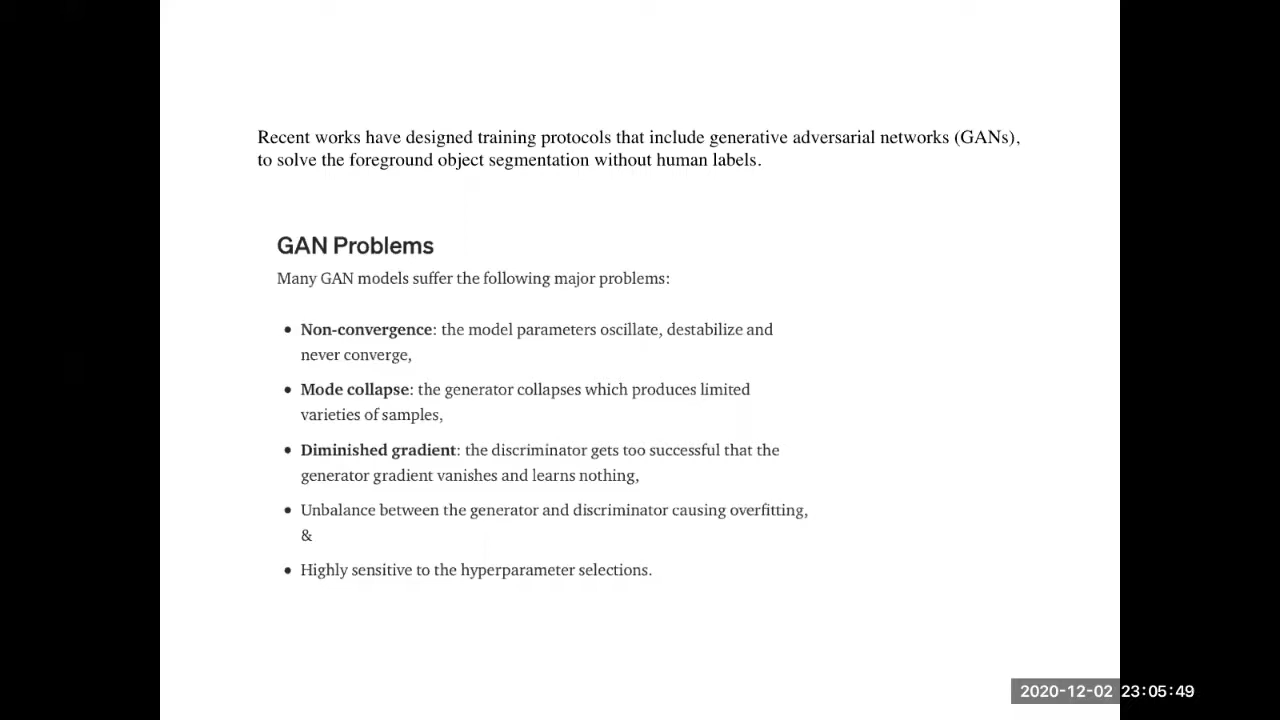 Recent works have designed training protocols that include generative adversarial networks (GANs),
to solve the foreground object segmentation without human labels.
GAN Problems
Many GAN models suffer the following major problems:
• Non-convergence: the model parameters oscillate, destabilize and
never converge,
• Mode collapse: the generator collapses which produces limited
varieties of samples,
• Diminished gradient: the discriminator gets too successful that the
generator gradient vanishes and learns nothing,
• Unbalance between the generator and discriminator causing overfitting,
&
• Highly sensitive to the hyperparameter selections.
2020-12-02 23:05:49